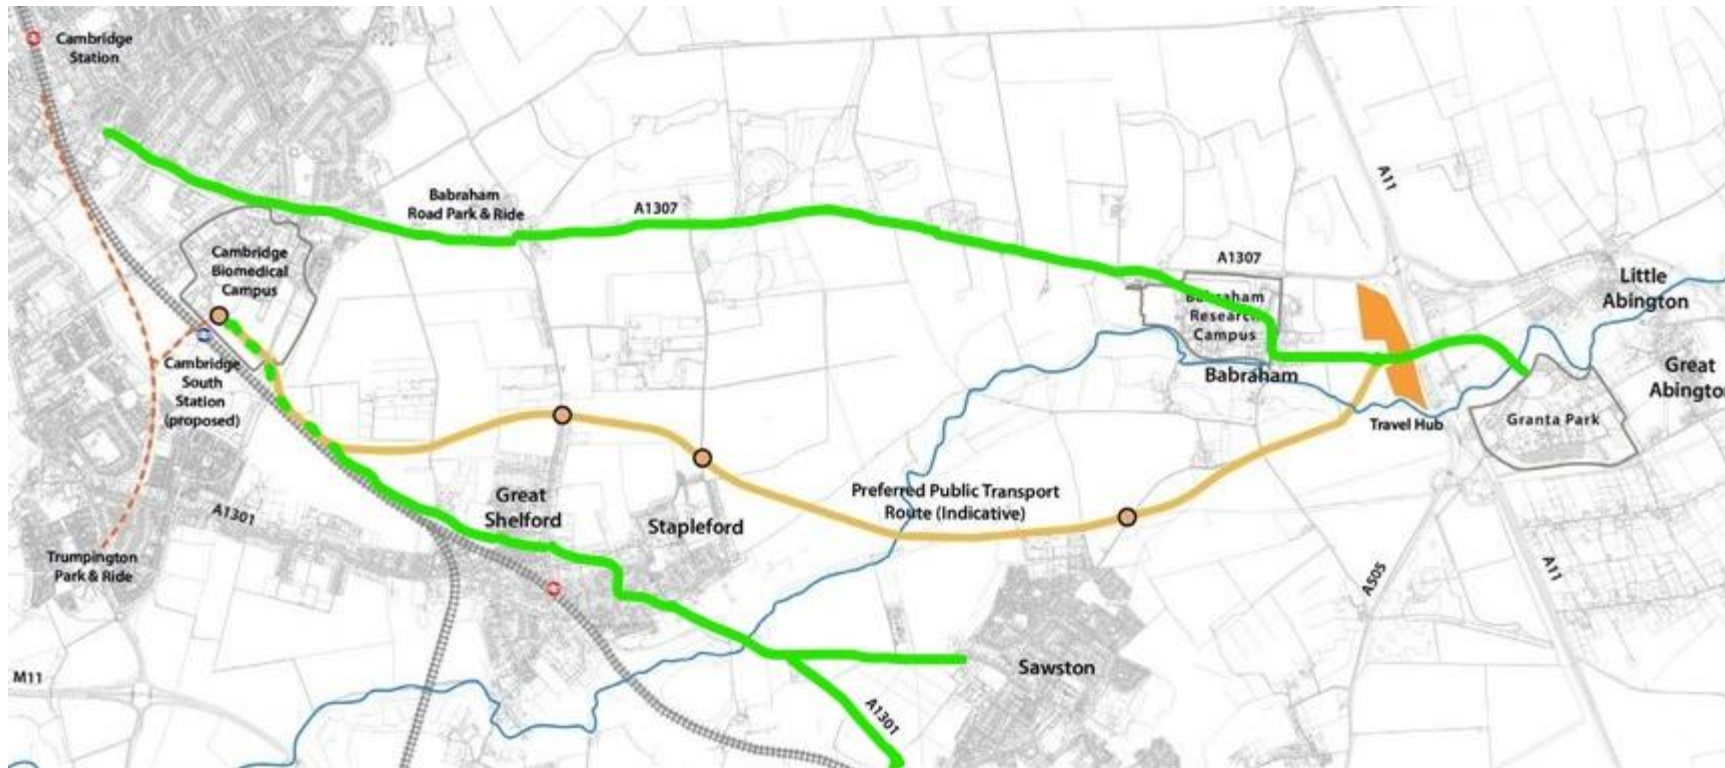 Cambridge
Station
Babraham
Road Park & Ride
A1307
A11
Cambridge
Biomedical
Campus
A1307
Babraham
Research
Campus
Little
Abington
Cambridge
South
Station
(proposed)
Babraham
Great
Abington
Travel Hub
Granta Park
Great
Shelford
Stapleford
Preferred Public Transport
Route (Indicative)
A1301
Trumpington
Park & Ride
A505
A11
M11
Sawston
A1301